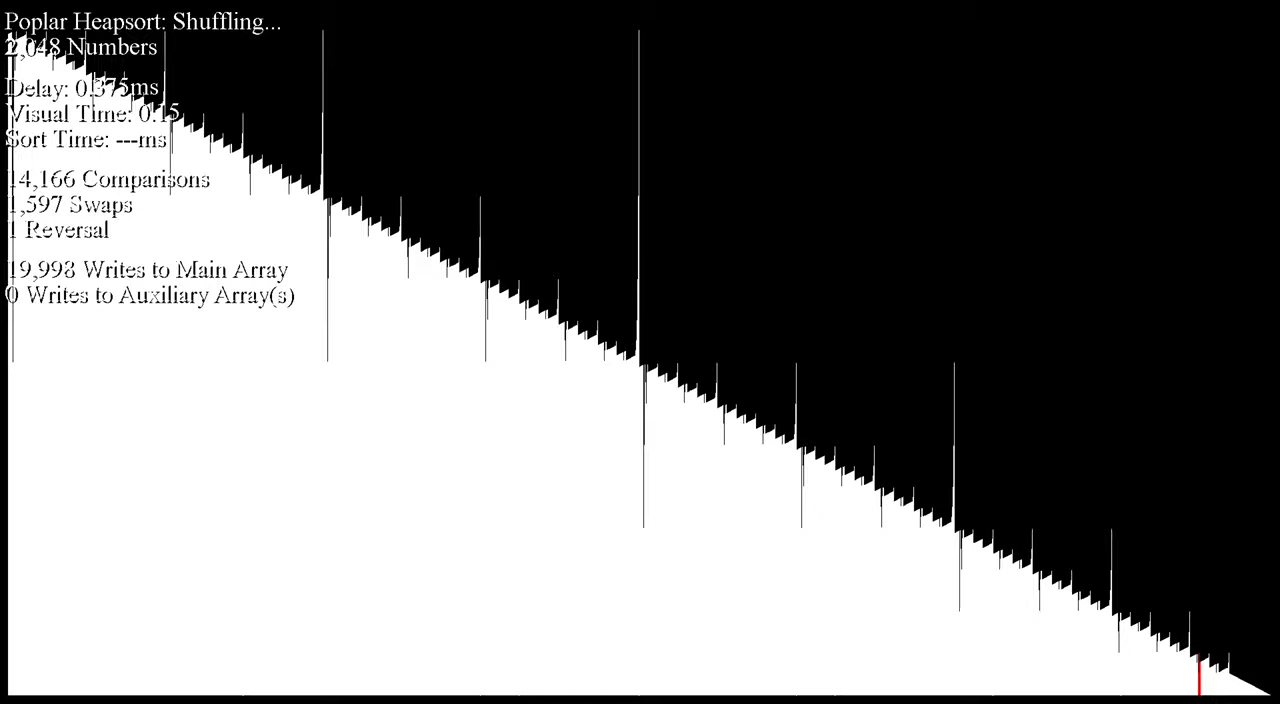 Poplar Heapsort: Shuffling...
2,048 Numbers
Delay: 0.375ms
Visual Time: 0:15
Sort Time: ---ms
14,166 Comparisons
1,597 Swaps
1 Reversal
19,998 Writes to Main Array
0 Writes to Auxiliary Array(s)